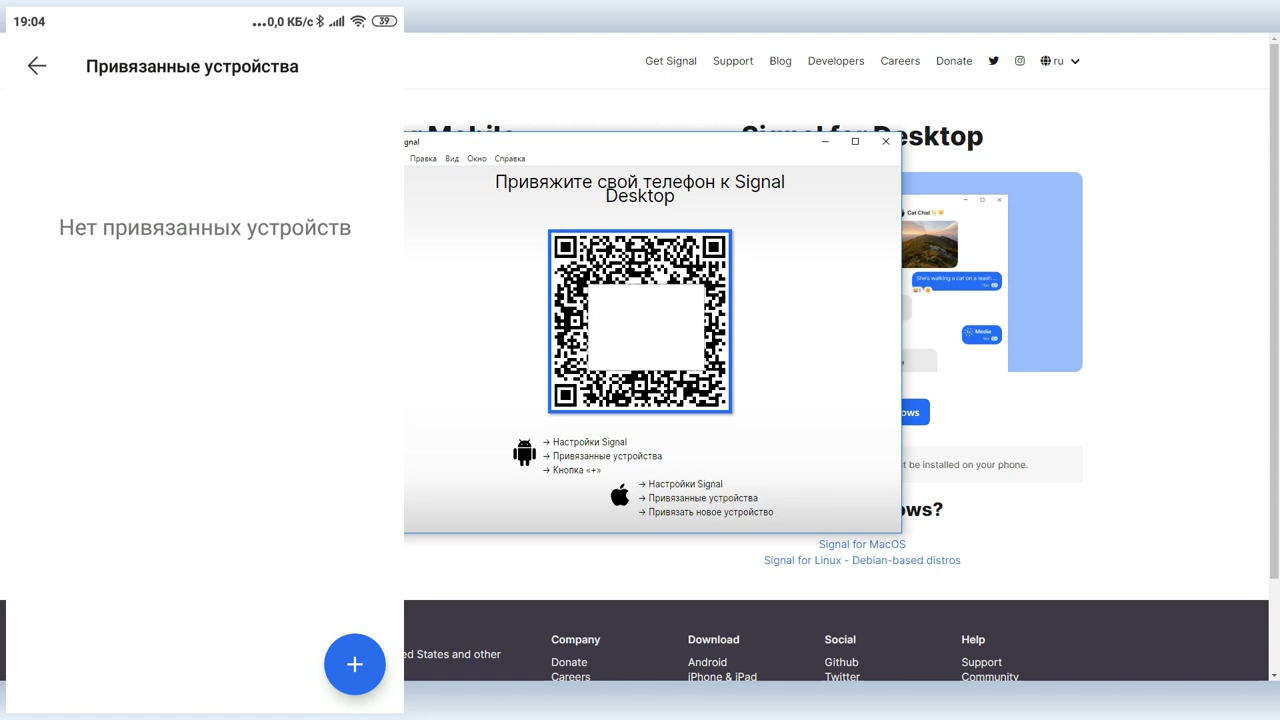 19:04
...0,0 КБ/с
39
Привязанные устройства
Нет привязанных устройств
+
Get Signal
Support
Blog
Developers
Careers
Donate
ru
Signal for Desktop
gnal
Правка
Вид
Окно
Справка
Привяжите свой телефон к Signal
Desktop
→ Настройки Signal
→ Привязанные устройства
→ Кнопка «+»
→ Настройки Signal
→ Привязанные устройства
→ Привязать новое устройство
Cat Chat
She's walking a cat on a leash ...
Media
ows
t be installed on your phone.
ows?
Signal for MacOS
Signal for Linux - Debian-based distros
ed States and other
Company
Donate
Careers
Download
Android
iPhone & iPad
Social
Github
Twitter
Help
Support
Community